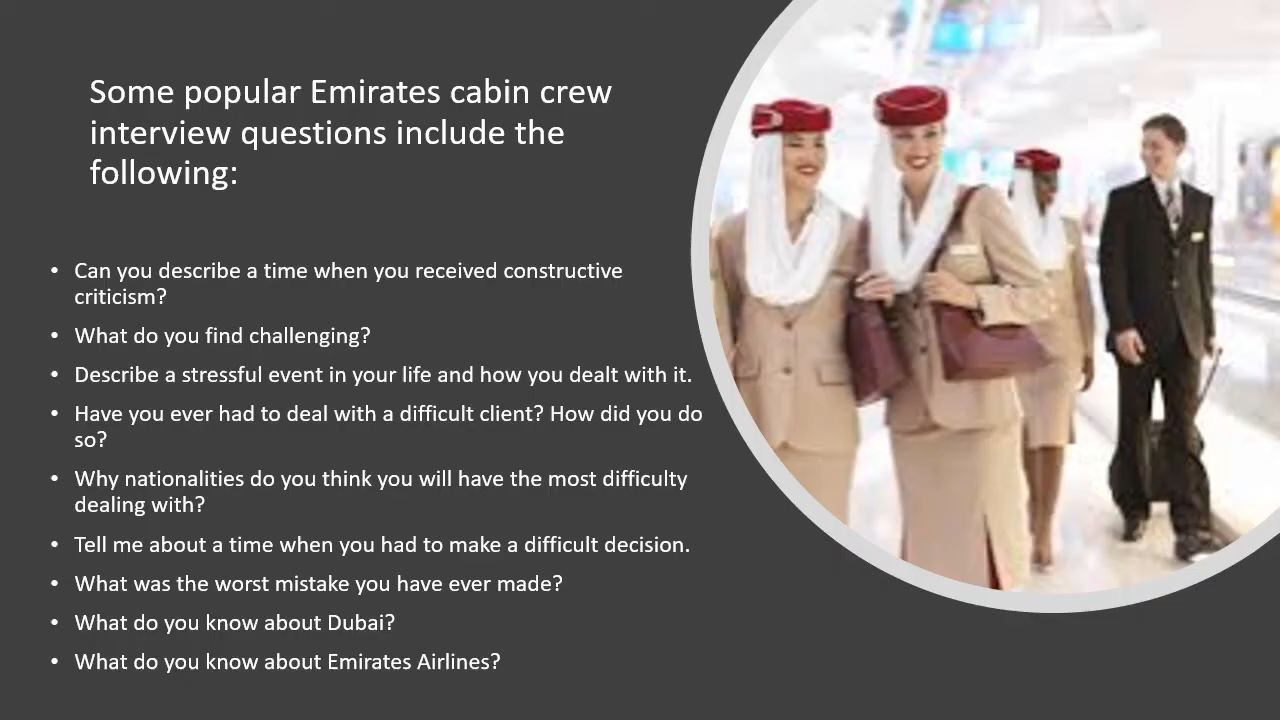 Some popular Emirates cabin crew
interview questions include the
following:
• Can you describe a time when you received constructive
criticism?
• What do you find challenging?
• Describe a stressful event in your life and how you dealt with it.
• Have you ever had to deal with a difficult client? How did you do
so?
• Why nationalities do you think you will have the most difficulty
dealing with?
• Tell me about a time when you had to make a difficult decision.
• What was the worst mistake you have ever made?
• What do you know about Dubai?
• What do you know about Emirates Airlines?